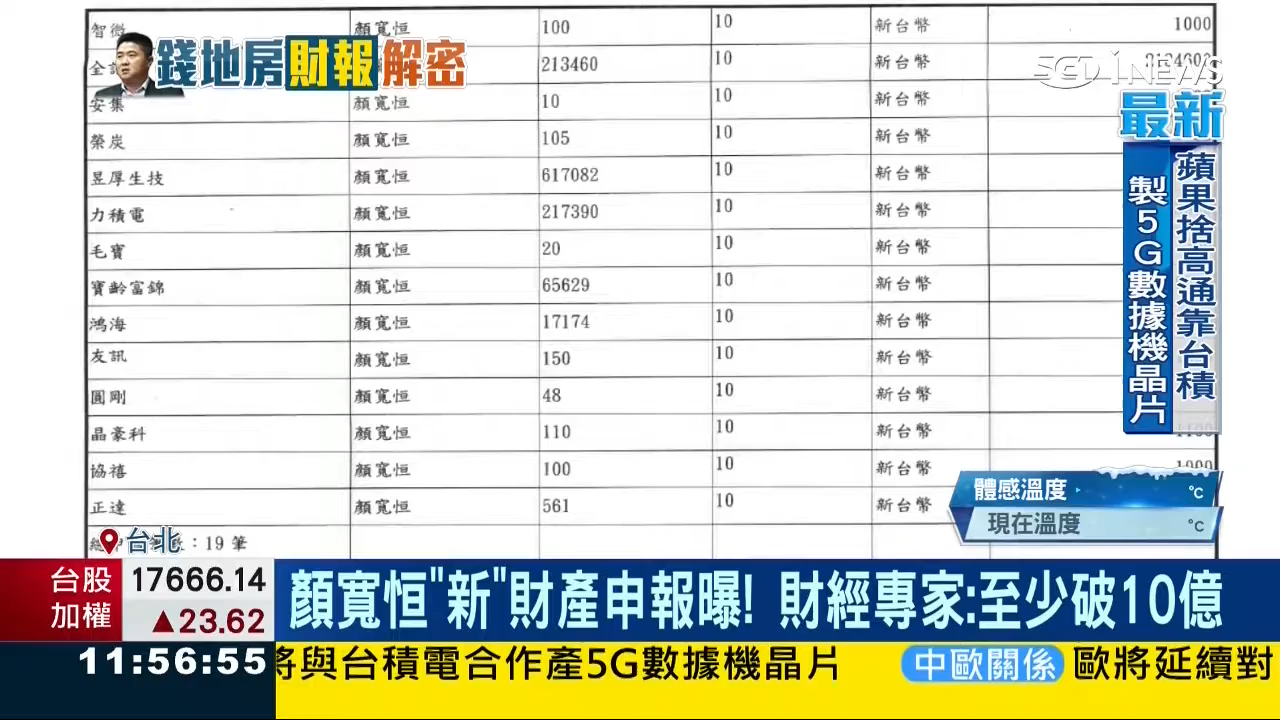 智微 顏寬恒 100 10 新台幣 1000
錢地房財報解密
顏寬恒 213460 10 新台幣
SET iNEWS
安集 顏寬恒 10 10 新台幣
最新
蘋果捨高通靠台積
製5G數據機晶片
榮炭 顏寬恒 105 10 新台幣
昱厚生技 顏寬恒 617082 10 新台幣
力積電 顏寬恒 217390 10 新台幣
毛寶 顏寬恒 20 10 新台幣
寶齡富錦 顏寬恒 65629 10 新台幣
鴻海 顏寬恒 17174 10 新台幣
友訊 顏寬恒 150 10 新台幣
圓剛 顏寬恒 48 10 新台幣
晶豪科 顏寬恒 110 10 新台幣 1100
協禧 顏寬恒 100 10 新台幣 1000
正達 顏寬恒 561 10 新台幣
體感溫度 ℃
現在溫度 ℃
：19 筆
台北
台股加權 17666.14 ▲23.62
顏寬恒"新"財產申報曝! 財經專家:至少破10億
11:56:55
將與台積電合作產5G數據機晶片 中歐關係 歐將延續對